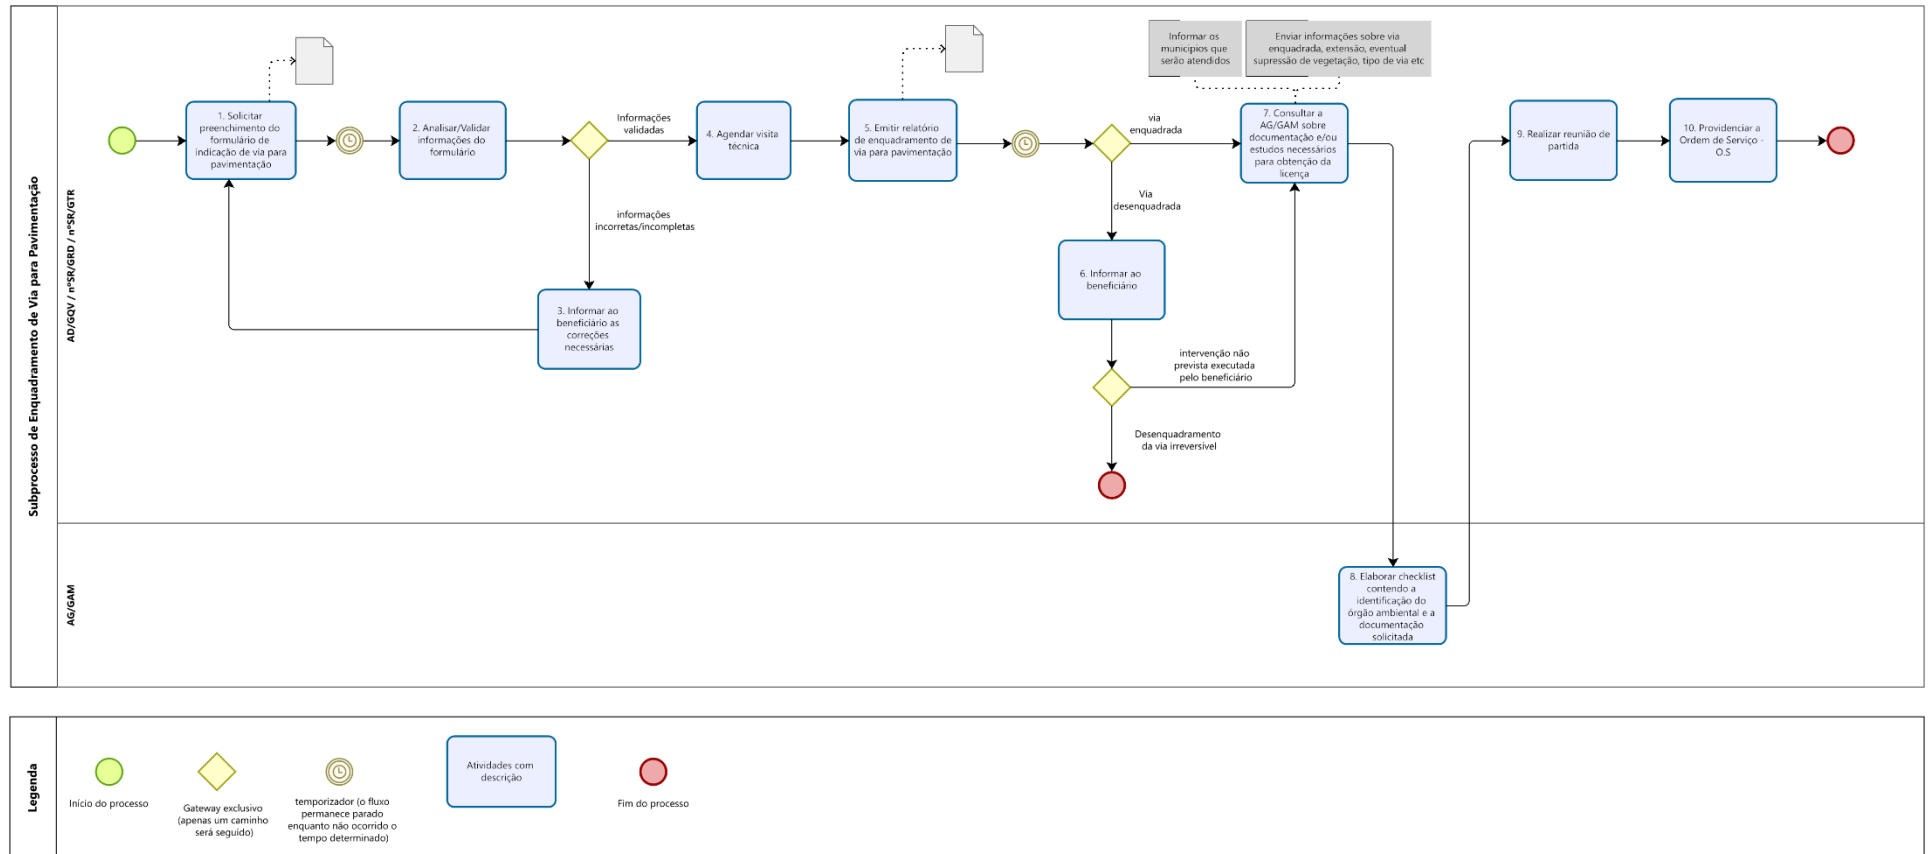 Subprocesso de Enquadramento de Via para Pavimentação
AD/GQV / nºSR/GRD / nºSR/GTR
1. Solicitar
preenchimento do
formulário de
indicação de via para
pavimentação
2. Analisar/Validar
informações do
formulário
Informações
validadas
informações
incorretas/incompletas
3. Informar ao
beneficiário as
correções
necessárias
4. Agendar visita
técnica
5. Emitir relatório
de enquadramento de
via para pavimentação
via
enquadrada
Via
desenquadrada
6. Informar ao
beneficiário
intervenção não
prevista executada
pelo beneficiário
Desenquadramento
da via irreversível
Informar os
municipios que
serão atendidos
Enviar informações sobre via
enquadrada, extensão, eventual
supressão de vegetação, tipo de via etc
7. Consultar a
AG/GAM sobre
documentação e/ou
estudos necessários
para obtenção da
licença
9. Realizar reunião de
partida
10. Providenciar a
Ordem de Serviço -
O.S
AG/GAM
8. Elaborar checklist
contendo a
identificação do
órgão ambiental e a
documentação
solicitada
Legenda
Início do processo
Gateway exclusivo
(apenas um caminho
será seguido)
temporizador (o fluxo
permanece parado
enquanto não ocorrido o
tempo determinado)
Atividades com
descrição
Fim do processo